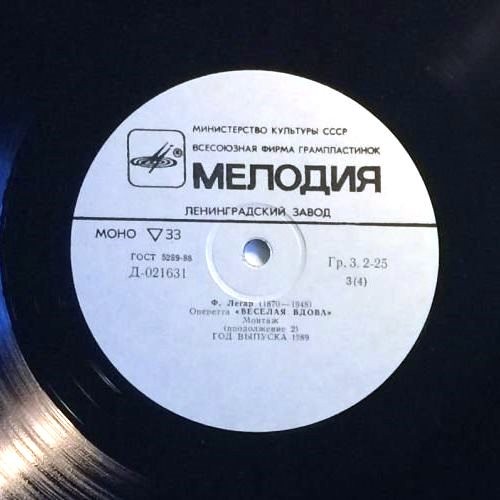 МИНИСТЕРСТВО КУЛЬТУРЫ СССР
ВСЕСОЮЗНАЯ ФИРМА ГРАМПЛАСТИНОК
® МЕЛОДИЯ
ЛЕНИНГРАДСКИЙ ЗАВОД
МОНО ▽ 33
ГОСТ 5289-88
Д-021631
Гр. 3. 2-25
3(4)
Ф. Легар (1870—1948)
Оперетта «ВЕСЕЛАЯ ВДОВА»
Монтаж
(продолжение 2)
ГОД ВЫПУСКА 1989